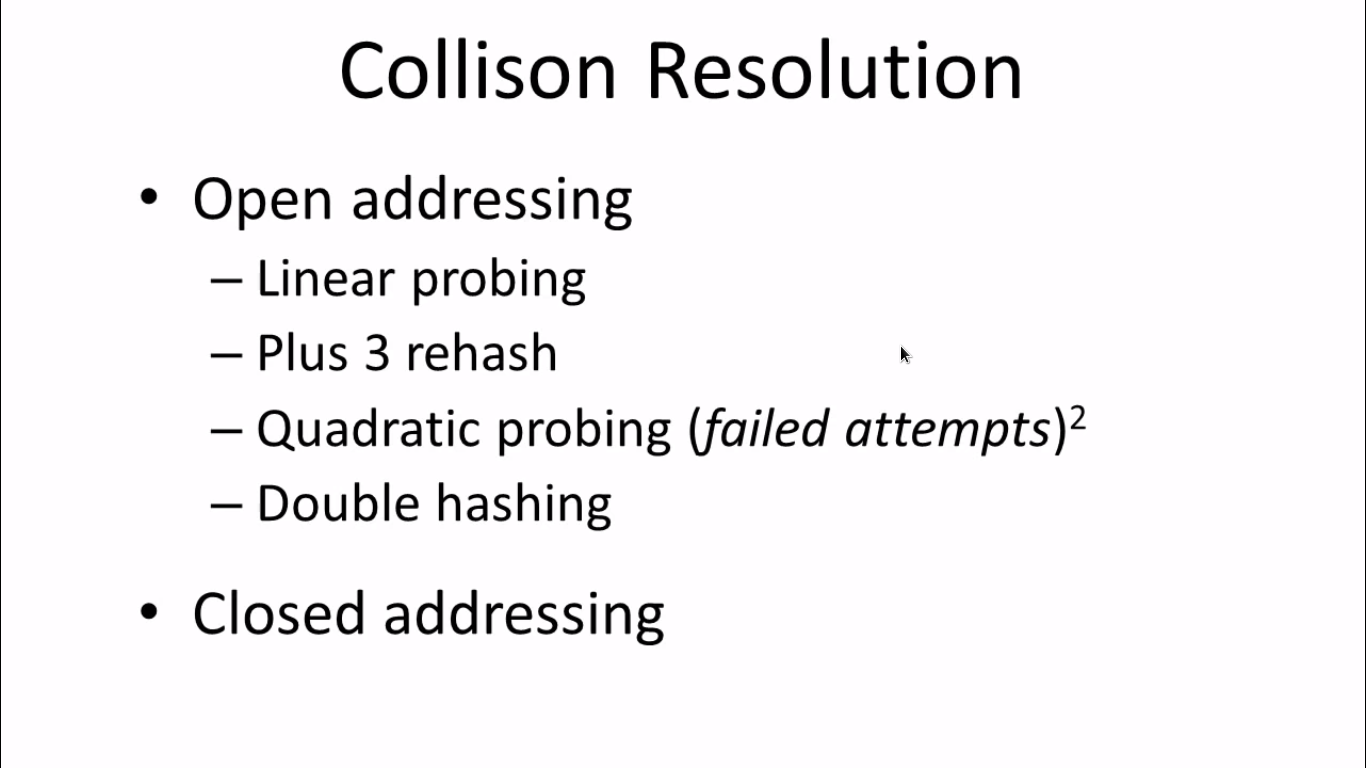 Collison Resolution
• Open addressing
– Linear probing
– Plus 3 rehash
– Quadratic probing (failed attempts)²
– Double hashing
• Closed addressing